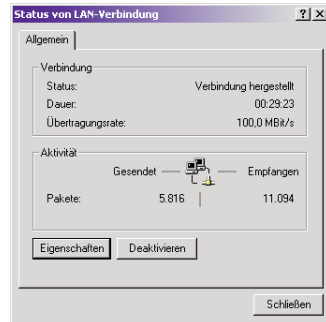 Status von LAN-Verbindung
Allgemein
Verbindung
Status: Verbindung hergestellt
Dauer: 00:29:23
Übertragungsrate: 100,0 MBit/s
Aktivität
Gesendet Empfangen
Pakete: 5.816 11.094
Eigenschaften Deaktivieren
Schließen